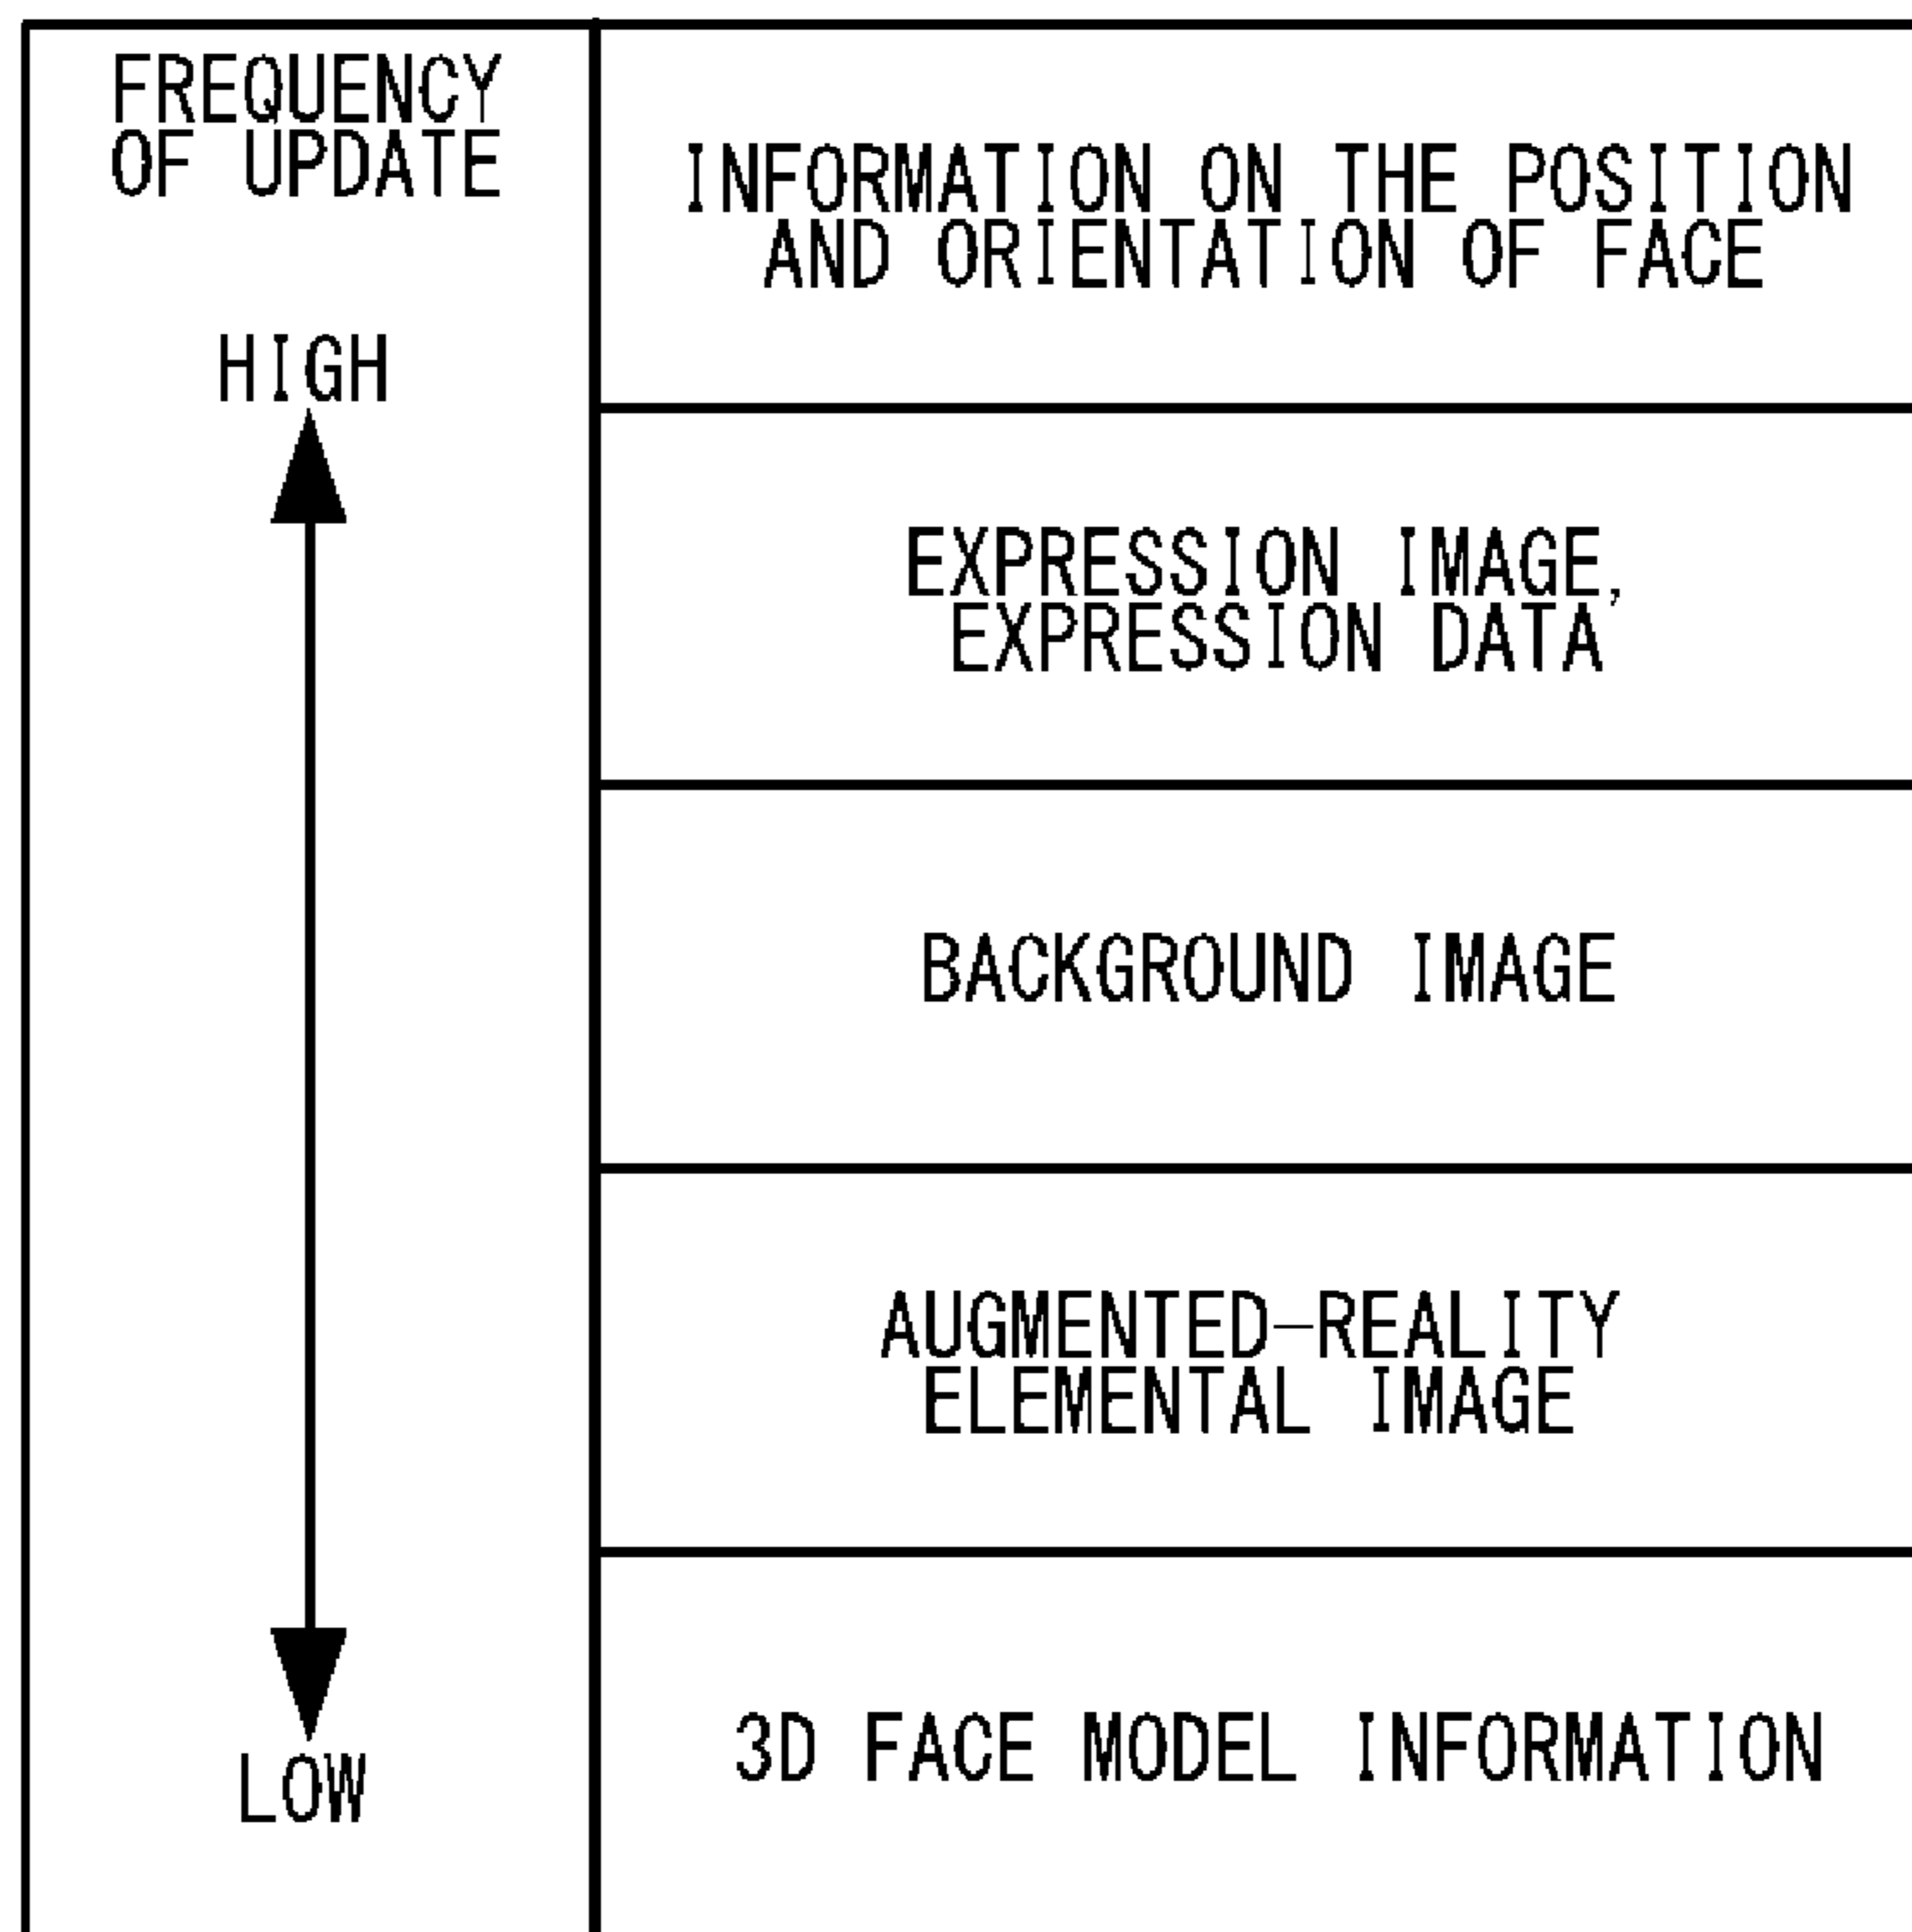 FREQUENCY
OF UPDATE
HIGH
LOW
INFORMATION ON THE POSITION
AND ORIENTATION OF FACE
EXPRESSION IMAGE,
EXPRESSION DATA
BACKGROUND IMAGE
AUGMENTED-REALITY
ELEMENTAL IMAGE
3D FACE MODEL INFORMATION